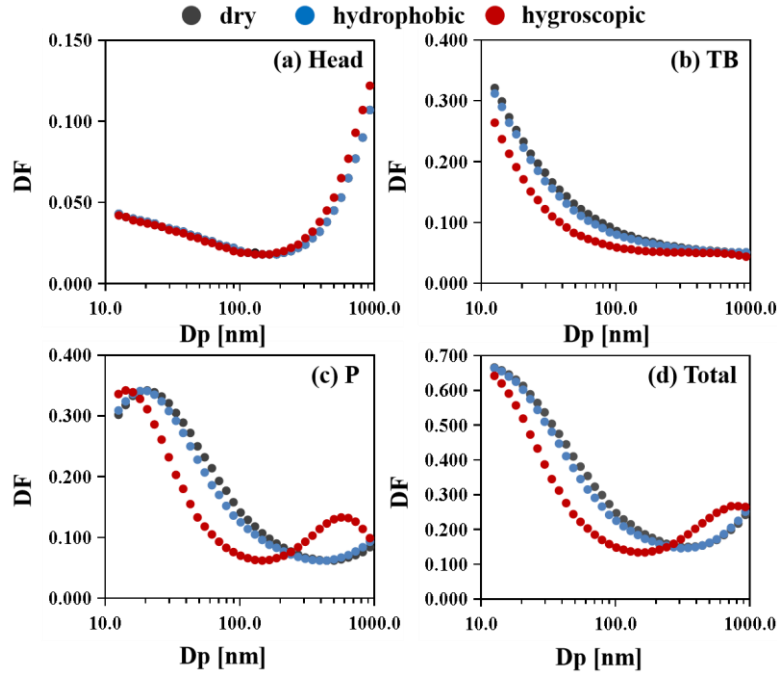 dry hydrophobic hygroscopic
(a) Head
0.150
0.100
0.050
0.000
DF
10.0 100.0 1000.0
Dp [nm]
(b) TB
0.400
0.300
0.200
0.100
0.000
DF
10.0 100.0 1000.0
Dp [nm]
(c) P
0.400
0.300
0.200
0.100
0.000
DF
10.0 100.0 1000.0
Dp [nm]
(d) Total
0.700
0.600
0.500
0.400
0.300
0.200
0.100
0.000
DF
10.0 100.0 1000.0
Dp [nm]